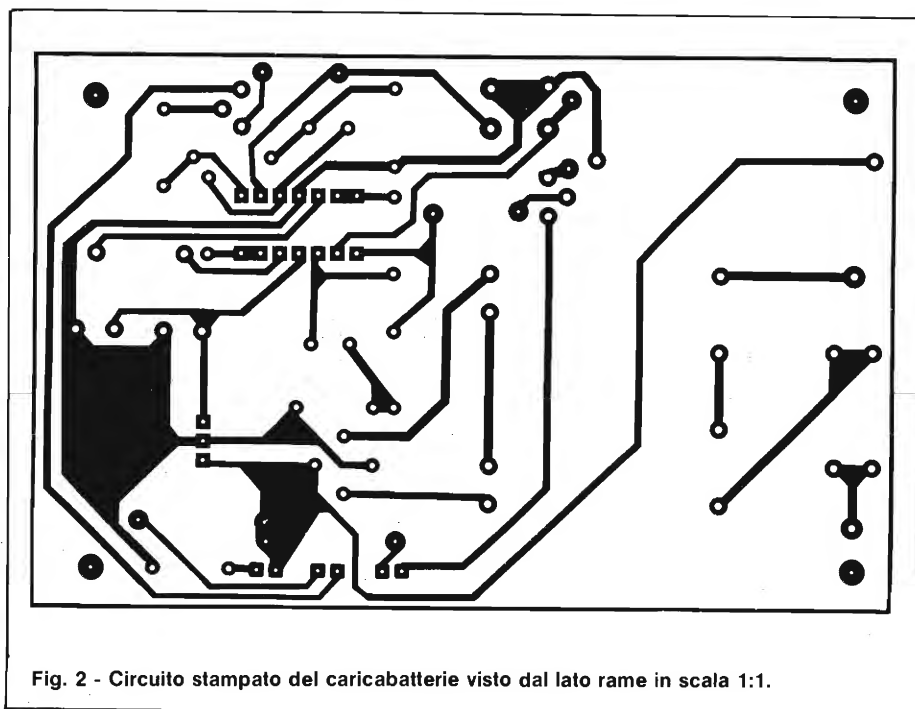 Fig. 2 - Circuito stampato del caricabatterie visto dal lato rame in scala 1:1.